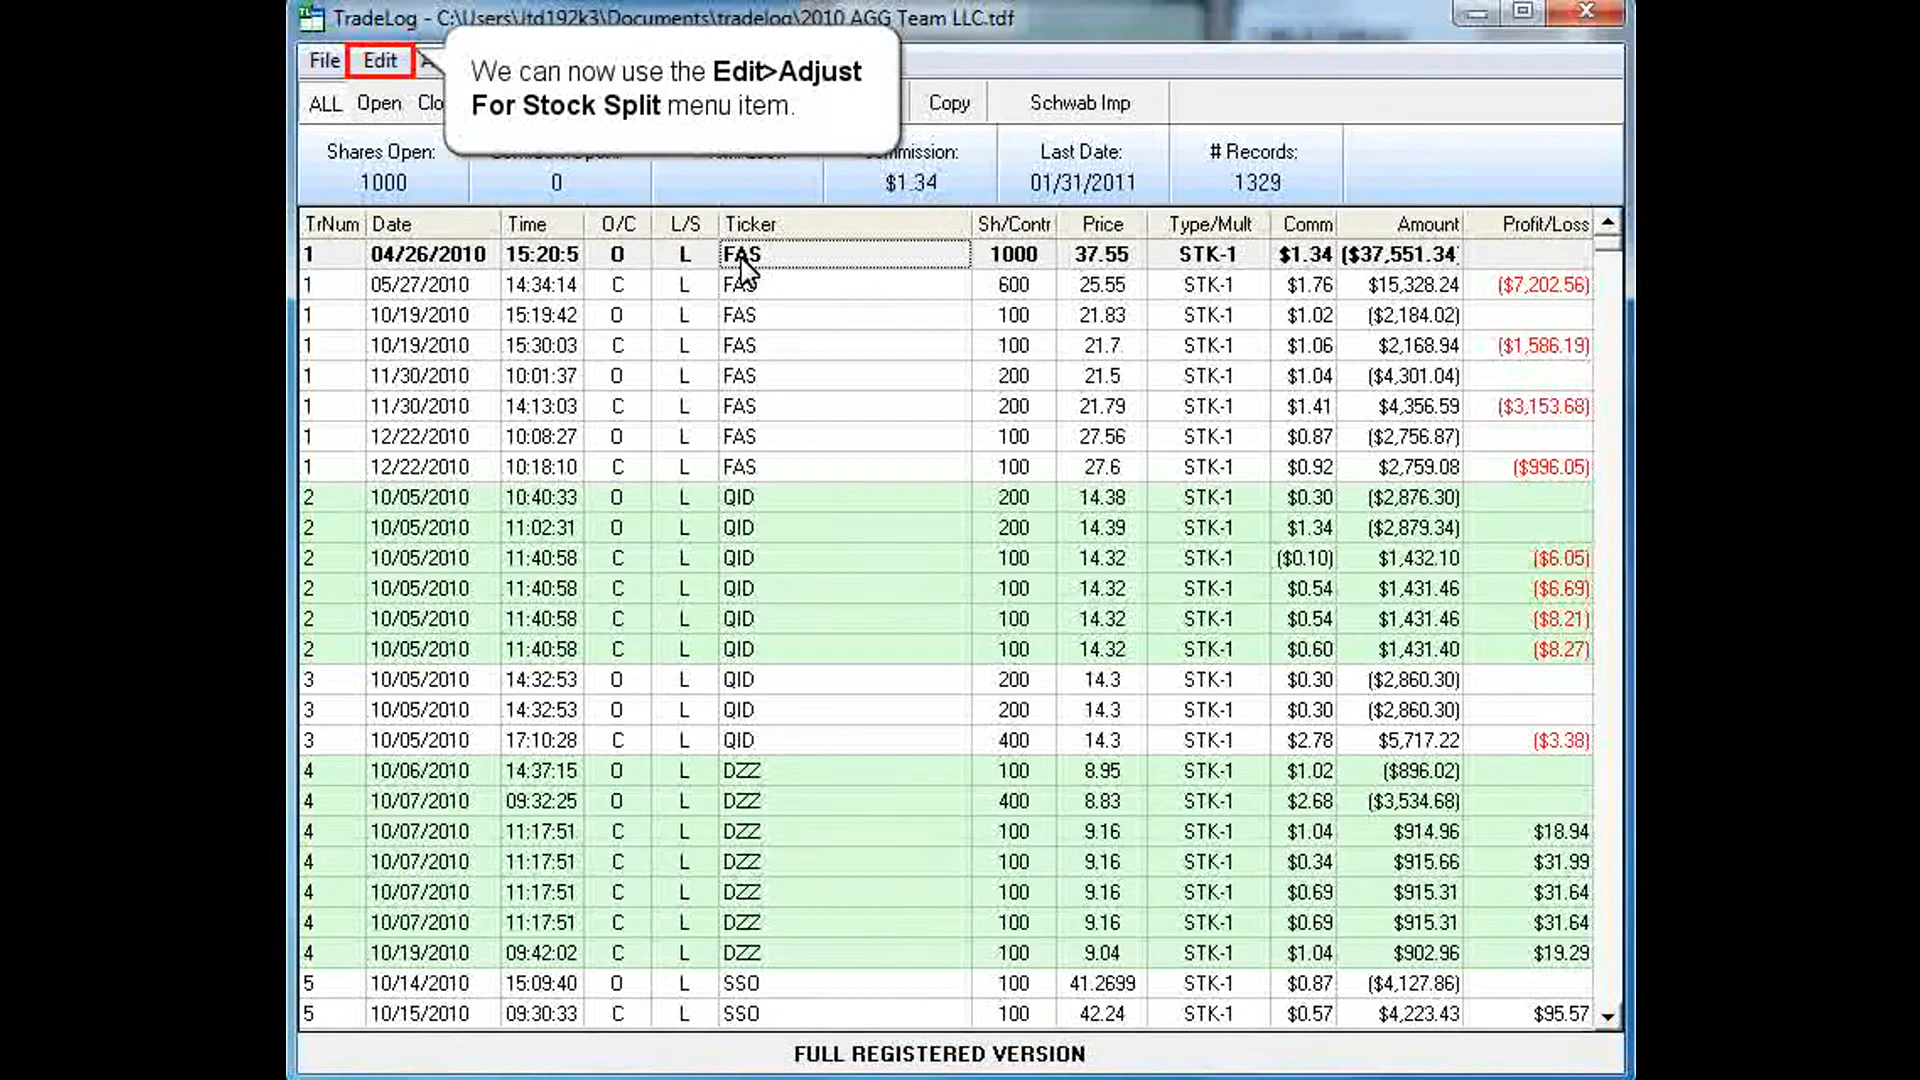 TradeLog - C:\Users\ltd192k3\Documents\tradelog\2010 AGG Team LLC.tdf
File Edit
We can now use the Edit>Adjust
For Stock Split menu item.
ALL Open Clo Copy Schwab Imp
Shares Open: mmission: Last Date: # Records:
1000 0 $1.34 01/31/2011 1329
TrNum Date Time O/C L/S Ticker Sh/Contr Price Type/Mult Comm Amount Profit/Loss
1 04/26/2010 15:20:5 O L FAS 1000 37.55 STK-1 $1.34 ($37,551.34)
1 05/27/2010 14:34:14 C L FAS 600 25.55 STK-1 $1.76 $15,328.24 ($7,202.56)
1 10/19/2010 15:19:42 O L FAS 100 21.83 STK-1 $1.02 ($2,184.02)
1 10/19/2010 15:30:03 C L FAS 100 21.7 STK-1 $1.06 $2,168.94 ($1,586.19)
1 11/30/2010 10:01:37 O L FAS 200 21.5 STK-1 $1.04 ($4,301.04)
1 11/30/2010 14:13:03 C L FAS 200 21.79 STK-1 $1.41 $4,356.59 ($3,153.68)
1 12/22/2010 10:08:27 O L FAS 100 27.56 STK-1 $0.87 ($2,756.87)
1 12/22/2010 10:18:10 C L FAS 100 27.6 STK-1 $0.92 $2,759.08 ($996.05)
2 10/05/2010 10:40:33 O L QID 200 14.38 STK-1 $0.30 ($2,876.30)
2 10/05/2010 11:02:31 O L QID 200 14.39 STK-1 $1.34 ($2,879.34)
2 10/05/2010 11:40:58 C L QID 100 14.32 STK-1 ($0.10) $1,432.10 ($6.05)
2 10/05/2010 11:40:58 C L QID 100 14.32 STK-1 $0.54 $1,431.46 ($6.69)
2 10/05/2010 11:40:58 C L QID 100 14.32 STK-1 $0.54 $1,431.46 ($8.21)
2 10/05/2010 11:40:58 C L QID 100 14.32 STK-1 $0.60 $1,431.40 ($8.27)
3 10/05/2010 14:32:53 O L QID 200 14.3 STK-1 $0.30 ($2,860.30)
3 10/05/2010 14:32:53 O L QID 200 14.3 STK-1 $0.30 ($2,860.30)
3 10/05/2010 17:10:28 C L QID 400 14.3 STK-1 $2.78 $5,717.22 ($3.38)
4 10/06/2010 14:37:15 O L DZZ 100 8.95 STK-1 $1.02 ($896.02)
4 10/07/2010 09:32:25 O L DZZ 400 8.83 STK-1 $2.68 ($3,534.68)
4 10/07/2010 11:17:51 C L DZZ 100 9.16 STK-1 $1.04 $914.96 $18.94
4 10/07/2010 11:17:51 C L DZZ 100 9.16 STK-1 $0.34 $915.66 $31.99
4 10/07/2010 11:17:51 C L DZZ 100 9.16 STK-1 $0.69 $915.31 $31.64
4 10/07/2010 11:17:51 C L DZZ 100 9.16 STK-1 $0.69 $915.31 $31.64
4 10/19/2010 09:42:02 C L DZZ 100 9.04 STK-1 $1.04 $902.96 $19.29
5 10/14/2010 15:09:40 O L SSO 100 41.2699 STK-1 $0.87 ($4,127.86)
5 10/15/2010 09:30:33 C L SSO 100 42.24 STK-1 $0.57 $4,223.43 $95.57
FULL REGISTERED VERSION